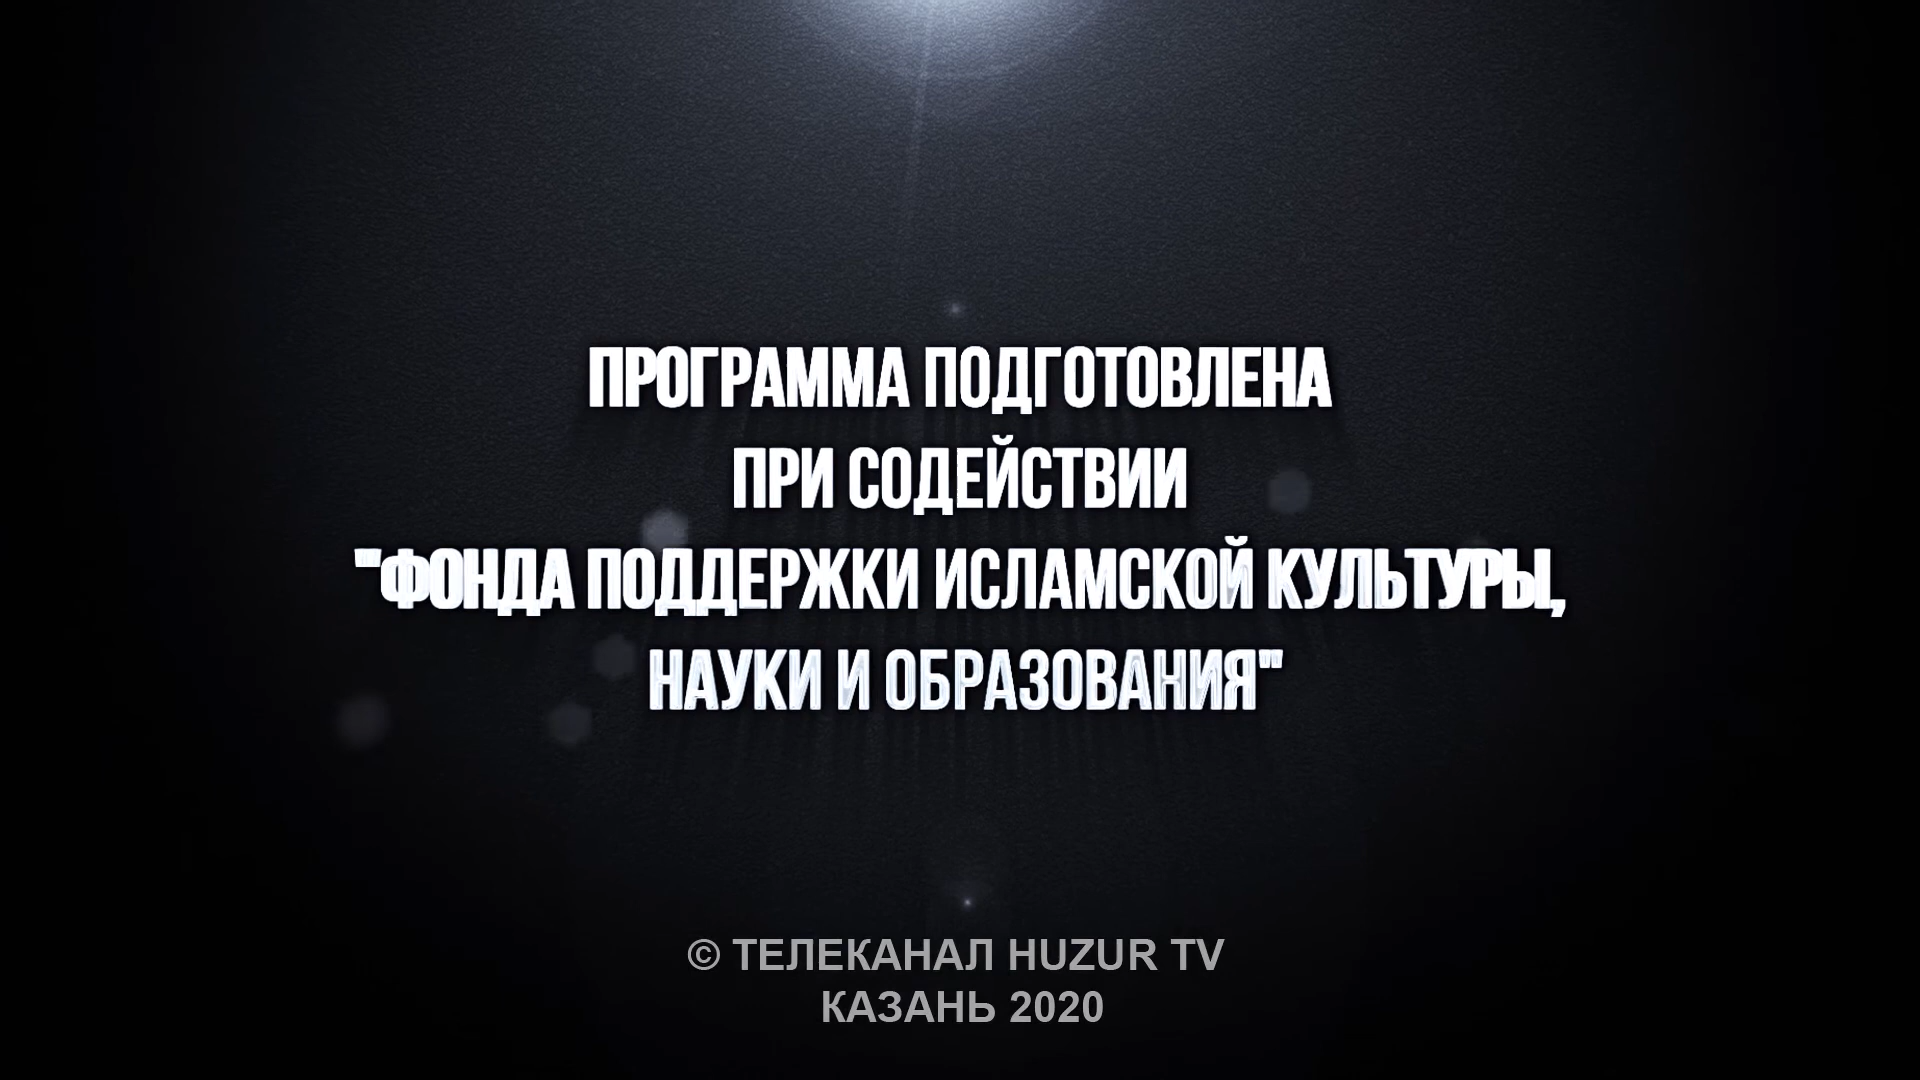 ПРОГРАММА ПОДГОТОВЛЕНА
ПРИ СОДЕЙСТВИИ
"ФОНДА ПОДДЕРЖКИ ИСЛАМСКОЙ КУЛЬТУРЫ,
НАУКИ И ОБРАЗОВАНИЯ"
© ТЕЛЕКАНАЛ HUZUR TV
КАЗАНЬ 2020